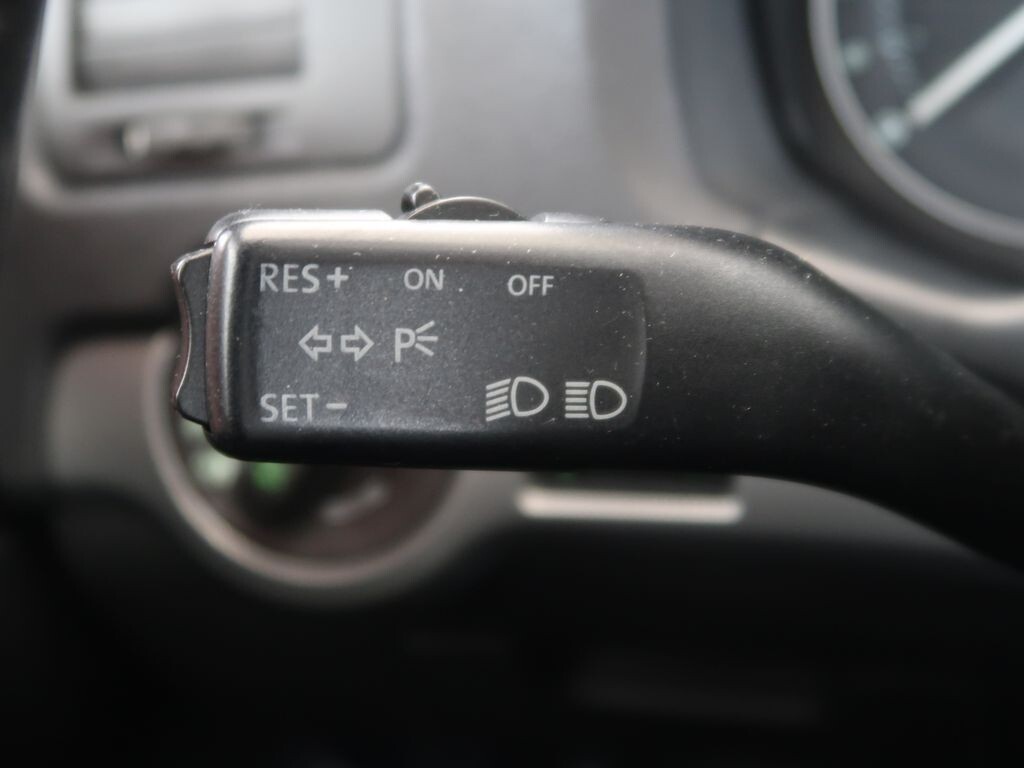 RES+ ON OFF
P
SET-